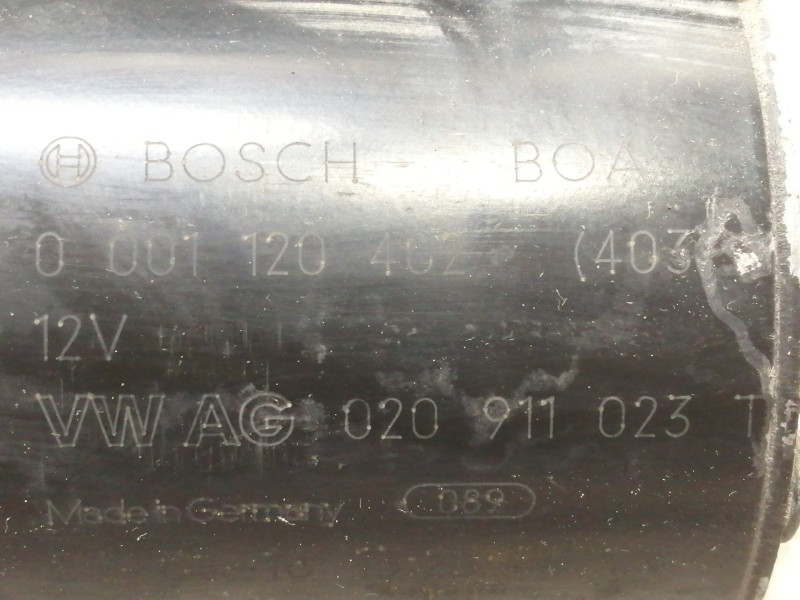 BOSCH BOA
0 001 120 402 (403
12V
VW AG 020 911 023 T
Made in Germany 089